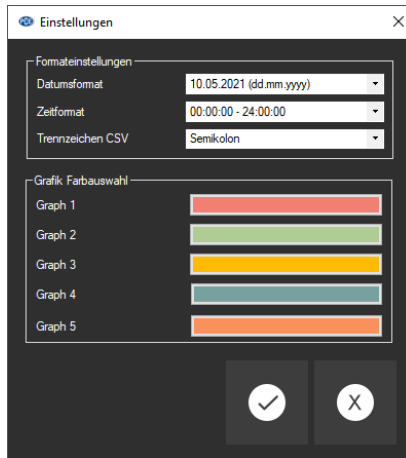 Einstellungen
Formateinstellungen
Datumsformat 10.05.2021 (dd.mm.yyyy)
Zeitformat 00:00:00 - 24:00:00
Trennzeichen CSV Semikolon
Grafik Farbauswahl
Graph 1
Graph 2
Graph 3
Graph 4
Graph 5
X